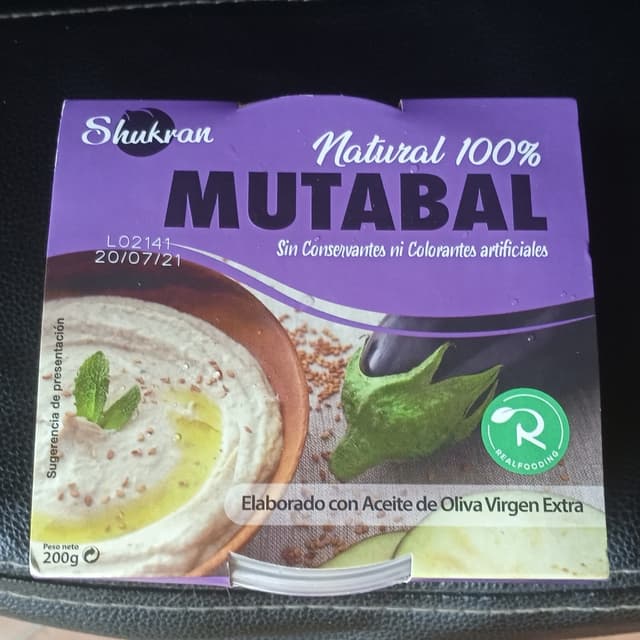 Shukran
Natural 100%
MUTABAL
Sin Conservantes ni Colorantes artificiales
L02141
20/07/21
Sugerencia de presentación
R
REALFOODING
Elaborado con Aceite de Oliva Virgen Extra
Peso neto
200g